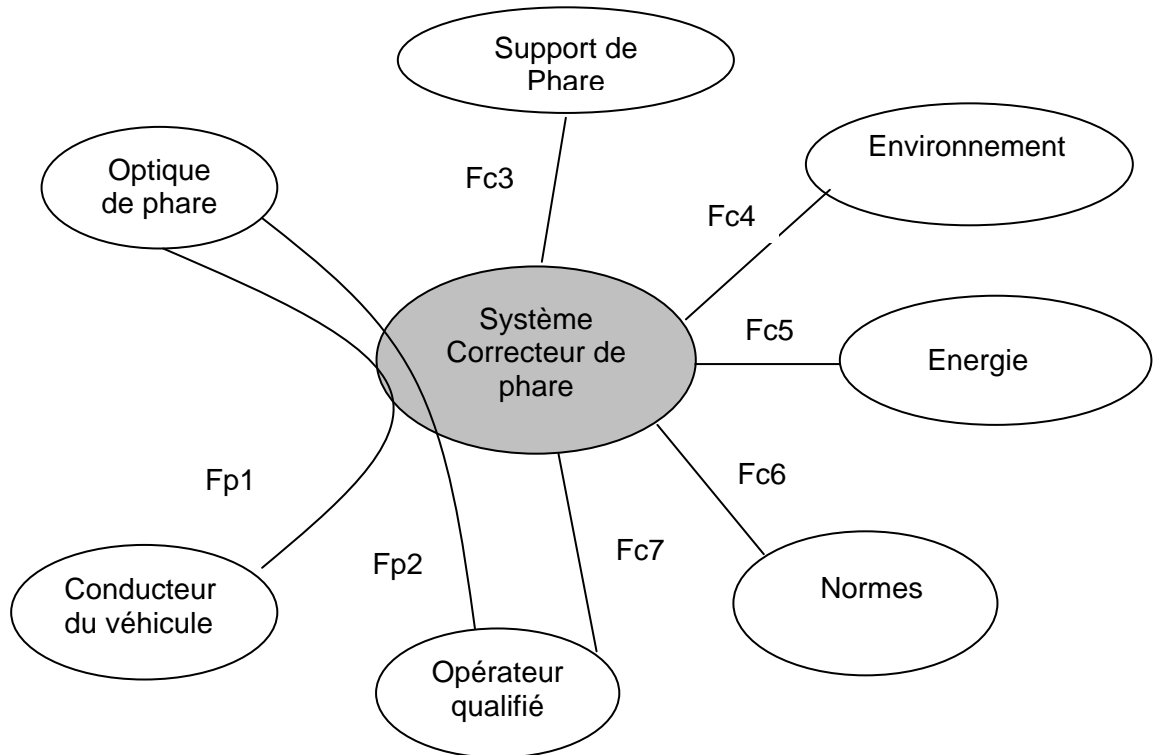 Support de
Phare
Environnement
Optique
de phare
Fc3
Fc4
Système
Correcteur de
phare
Fc5
Energie
Fp1
Fc6
Fp2
Fc7
Conducteur
du véhicule
Normes
Opérateur
qualifié